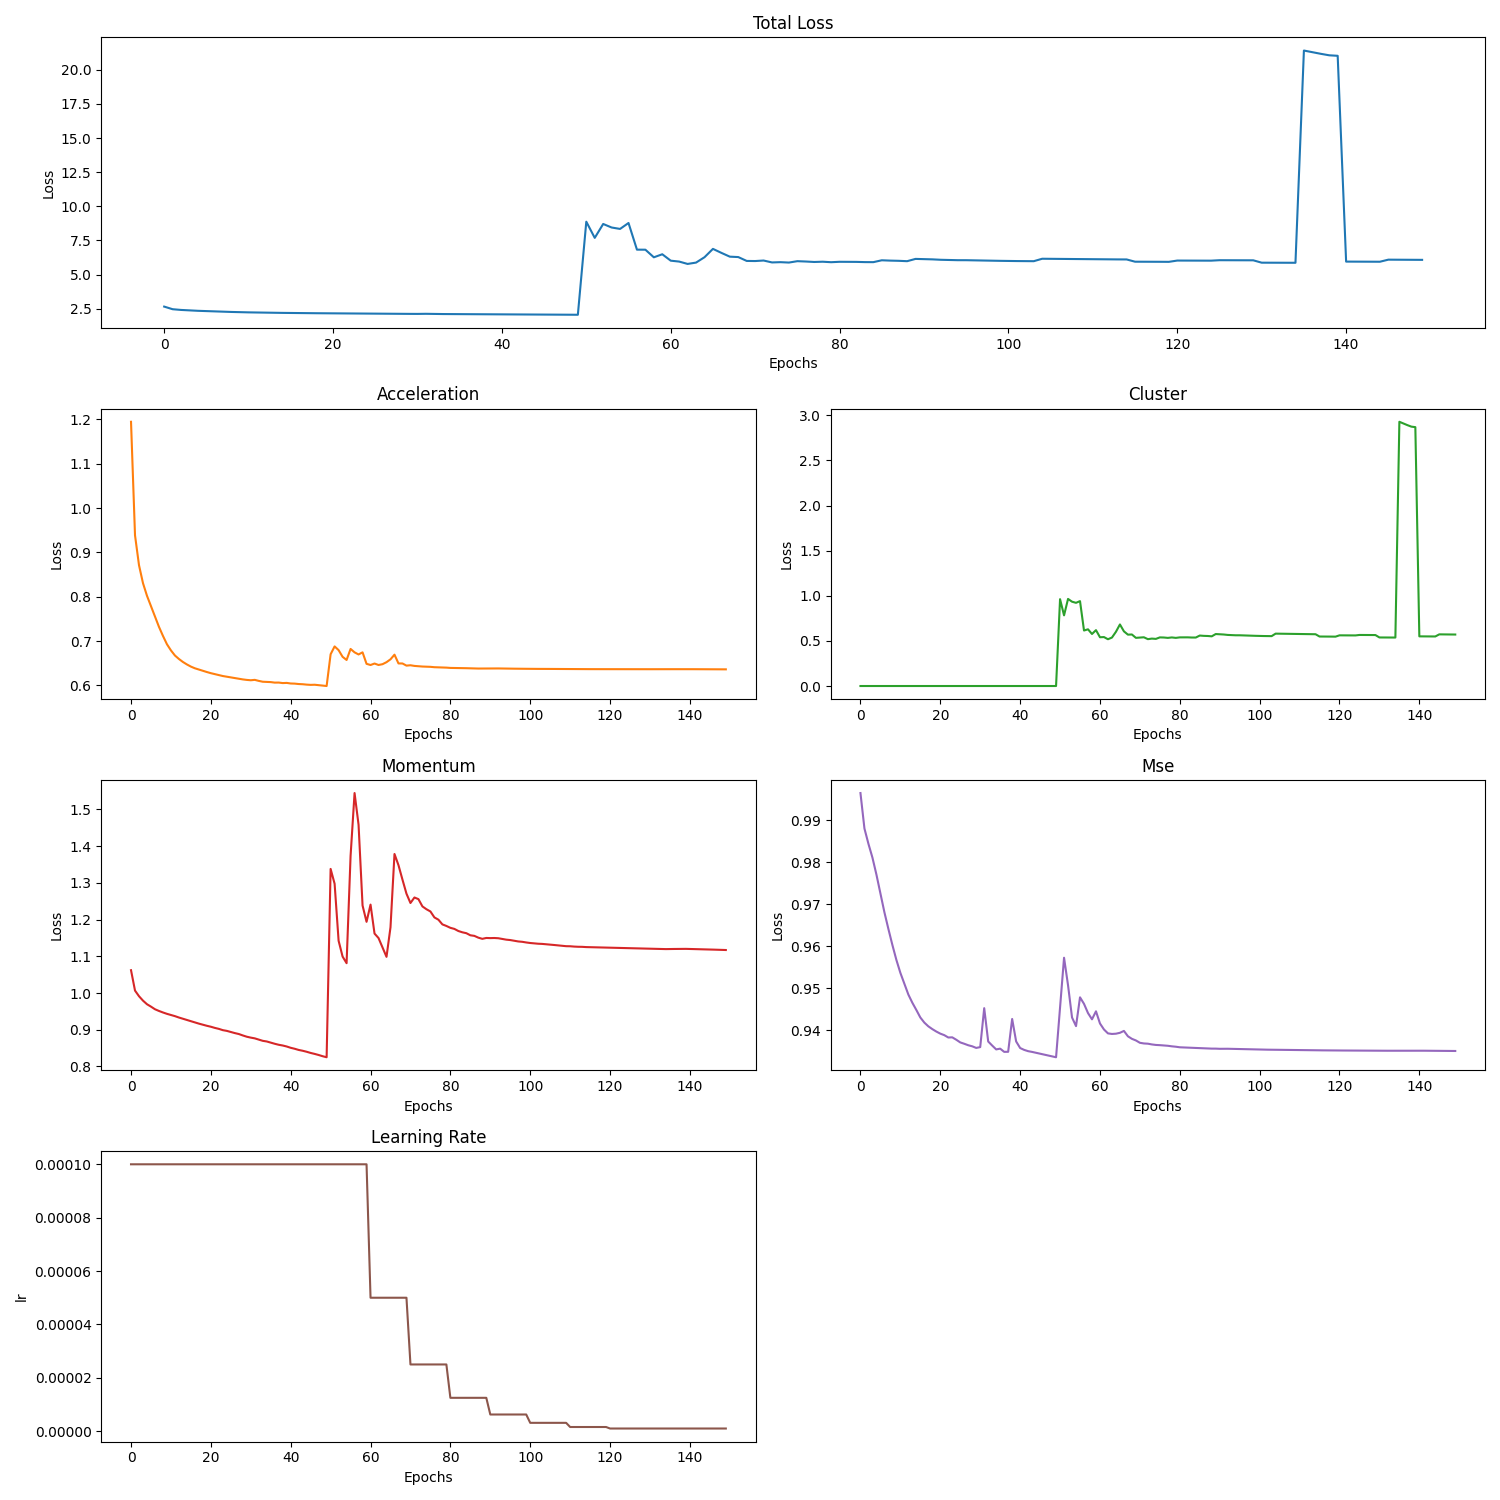 Total Loss
Loss
20.0
17.5
15.0
12.5
10.0
7.5
5.0
2.5
0 20 40 60 80 100 120 140
Epochs
Acceleration
Loss
1.2
1.1
1.0
0.9
0.8
0.7
0.6
0 20 40 60 80 100 120 140
Epochs
Cluster
Loss
3.0
2.5
2.0
1.5
1.0
0.5
0.0
0 20 40 60 80 100 120 140
Epochs
Momentum
Loss
1.5
1.4
1.3
1.2
1.1
1.0
0.9
0.8
0 20 40 60 80 100 120 140
Epochs
Mse
Loss
0.99
0.98
0.97
0.96
0.95
0.94
0 20 40 60 80 100 120 140
Epochs
Learning Rate
lr
0.00010
0.00008
0.00006
0.00004
0.00002
0.00000
0 20 40 60 80 100 120 140
Epochs